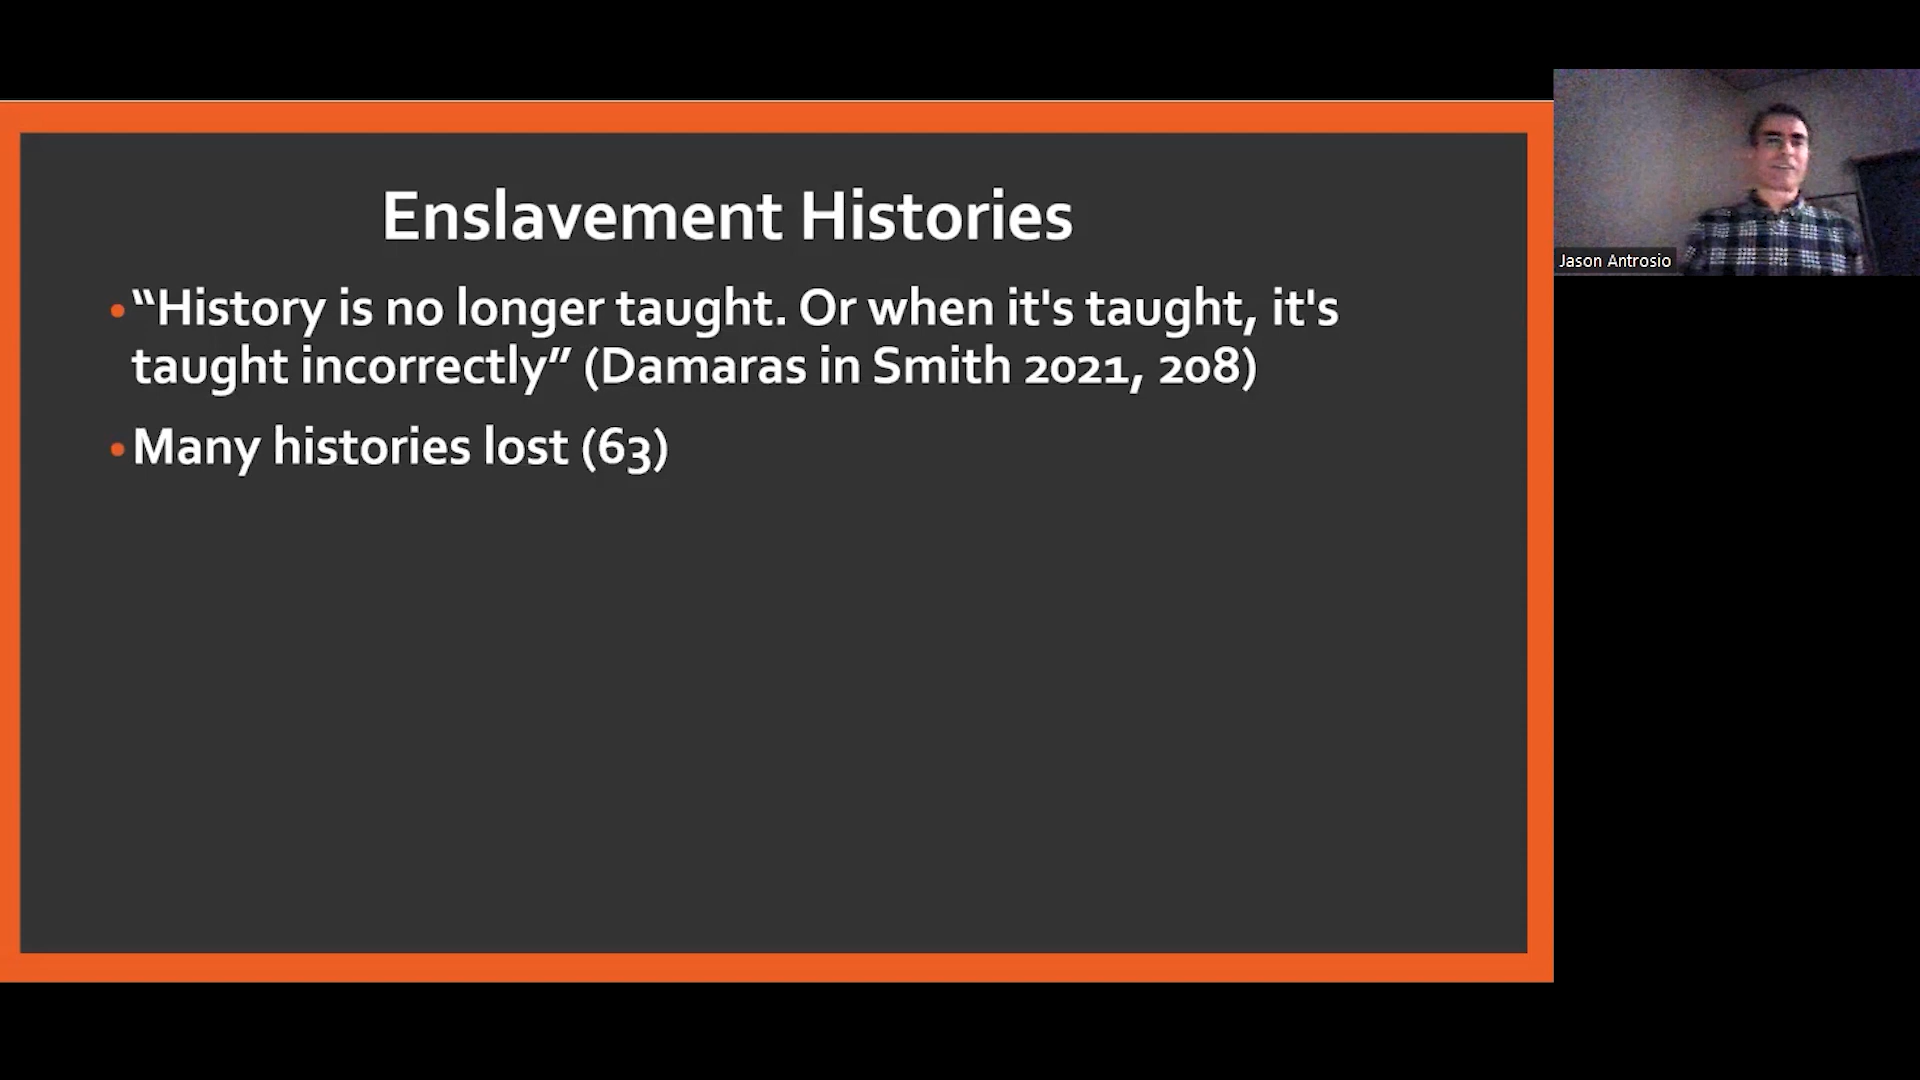 Enslavement Histories
•“History is no longer taught. Or when it's taught, it's
taught incorrectly” (Damaras in Smith 2021, 208)
•Many histories lost (63)
Jason Antrosio